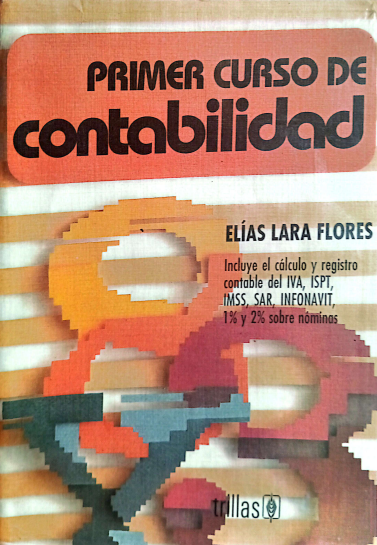 PRIMER CURSO DE
contabilidad
ELÍAS LARA FLORES
Incluye el cálculo y registro
contable del IVA, ISPT,
IMSS, SAR, INFONAVIT,
1% y 2% sobre nóminas
trillas